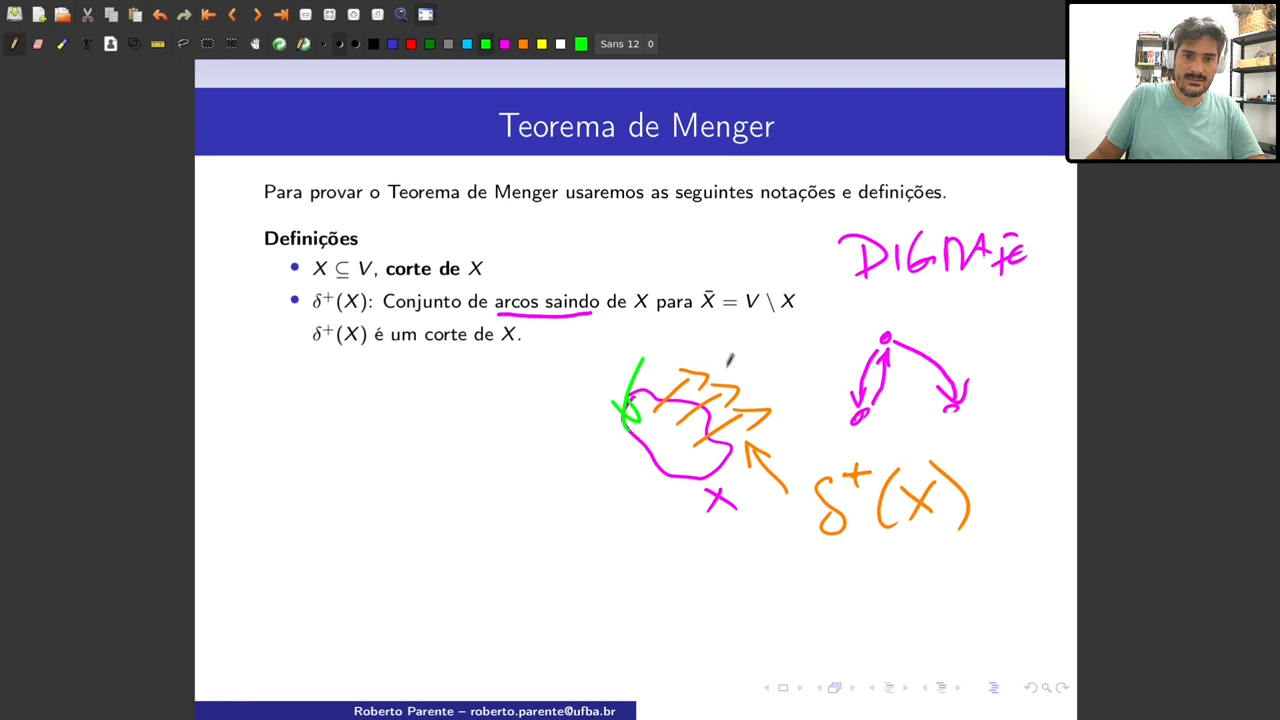 Sans 12 0
Teorema de Menger
Para provar o Teorema de Menger usaremos as seguintes notações e definições.
Definições
X ⊆ V, corte de X
δ⁺(X): Conjunto de arcos saindo de X para X̄ = V \ X
δ⁺(X) é um corte de X.
DIGRAFO
X
δ⁺(X)
Roberto Parente – roberto.parente@ufba.br